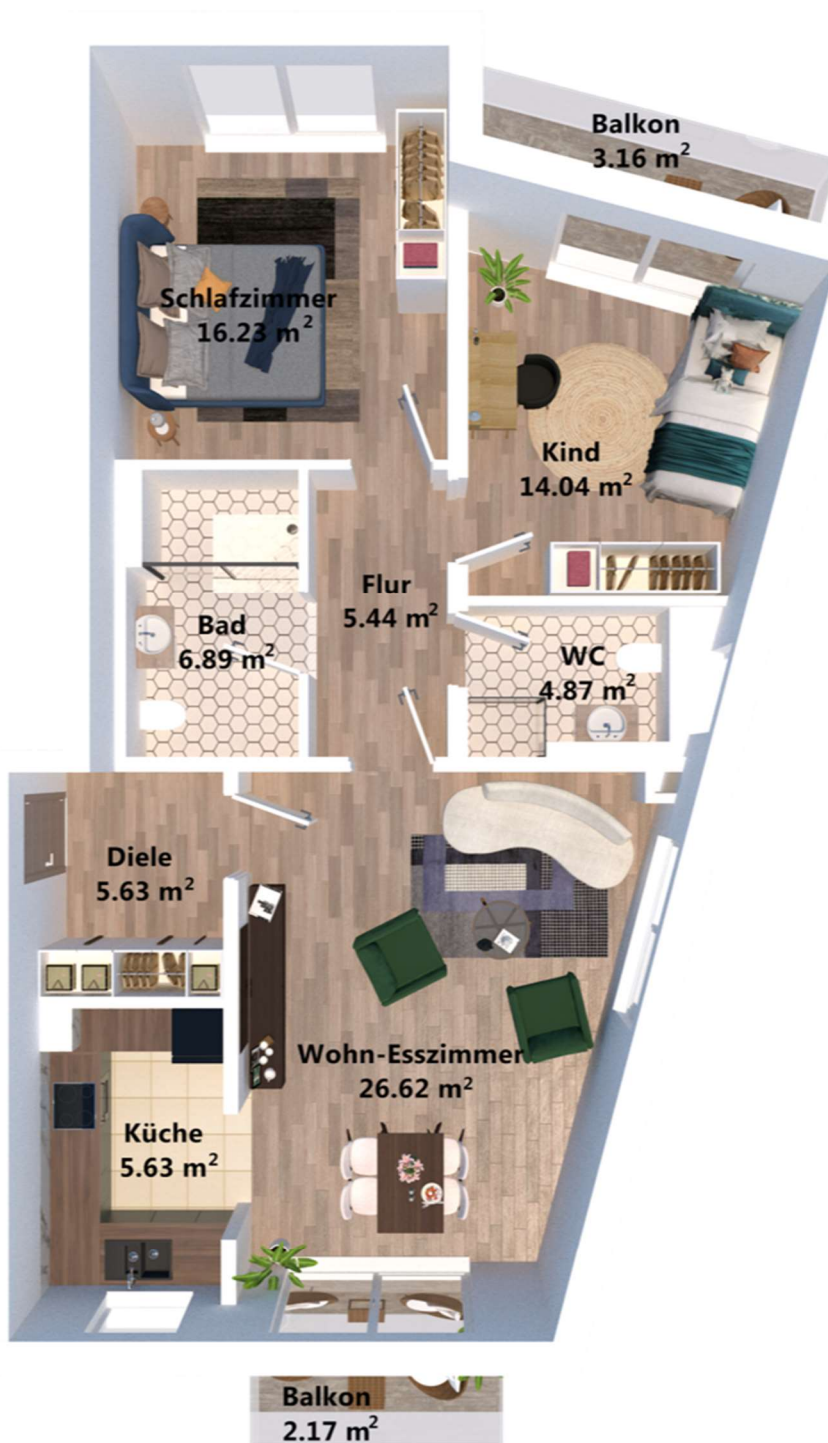 Balkon
3.16 m²
Schlafzimmer
16.23 m²
Kind
14.04 m²
Flur
5.44 m²
Bad
6.89 m²
WC
4.87 m²
Diele
5.63 m²
Wohn-Esszimmer
26.62 m²
Küche
5.63 m²
Balkon
2.17 m²